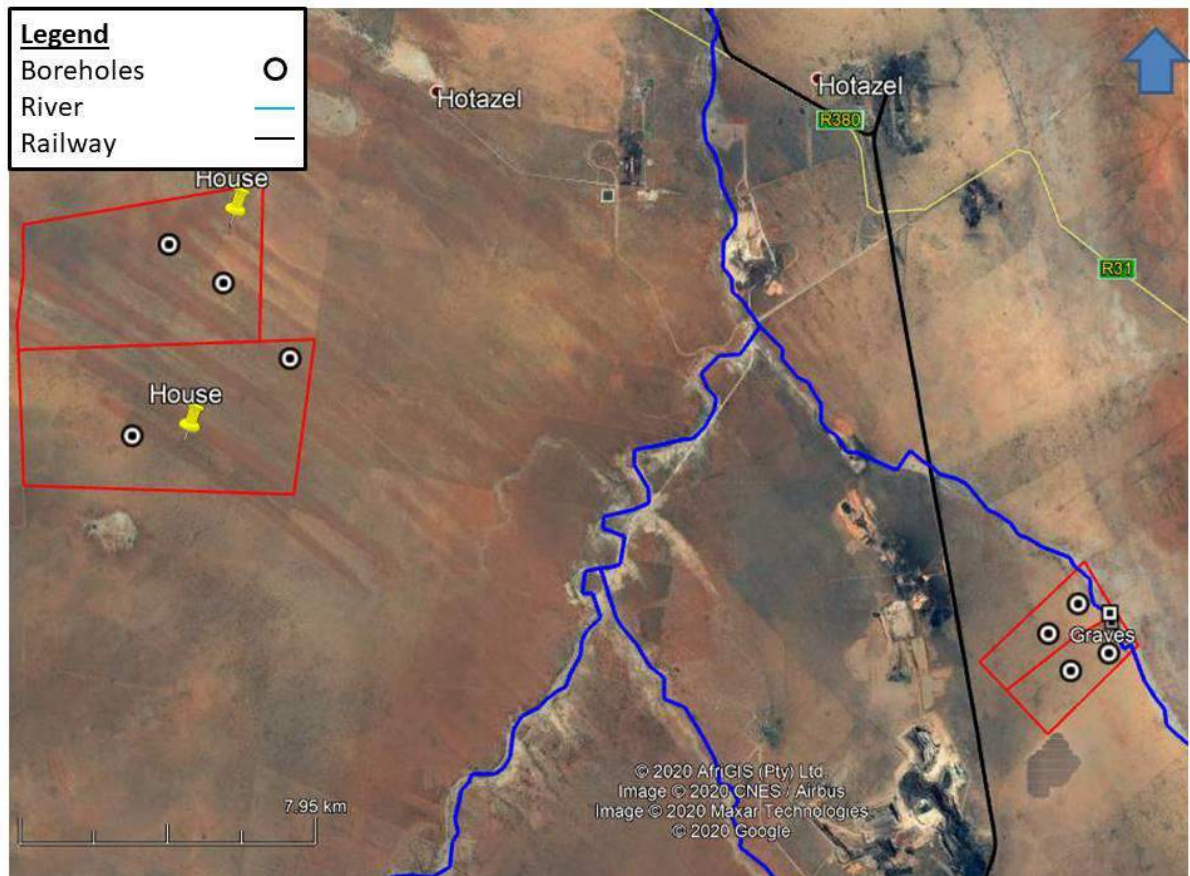 Legend
Boreholes
River
Railway
Hotazel
Hotazel
R380
House
R31
House
Graves
7.95 km
© 2020 AfriGIS (Pty) Ltd.
Image © 2020 CNES / Airbus
Image © 2020 Maxar Technologies
© 2020 Google